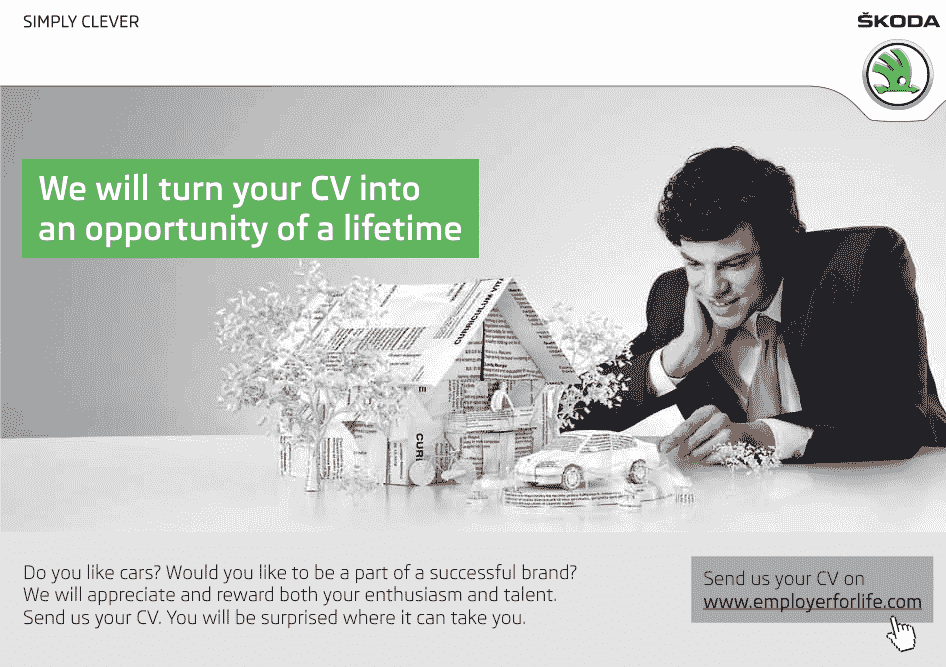 SIMPLY CLEVER
ŠKODA
We will turn your CV into
an opportunity of a lifetime
CURRICULUM VIT
CURI
Do you like cars? Would you like to be a part of a successful brand?
We will appreciate and reward both your enthusiasm and talent.
Send us your CV. You will be surprised where it can take you.
Send us your CV on
www.employerforlife.com